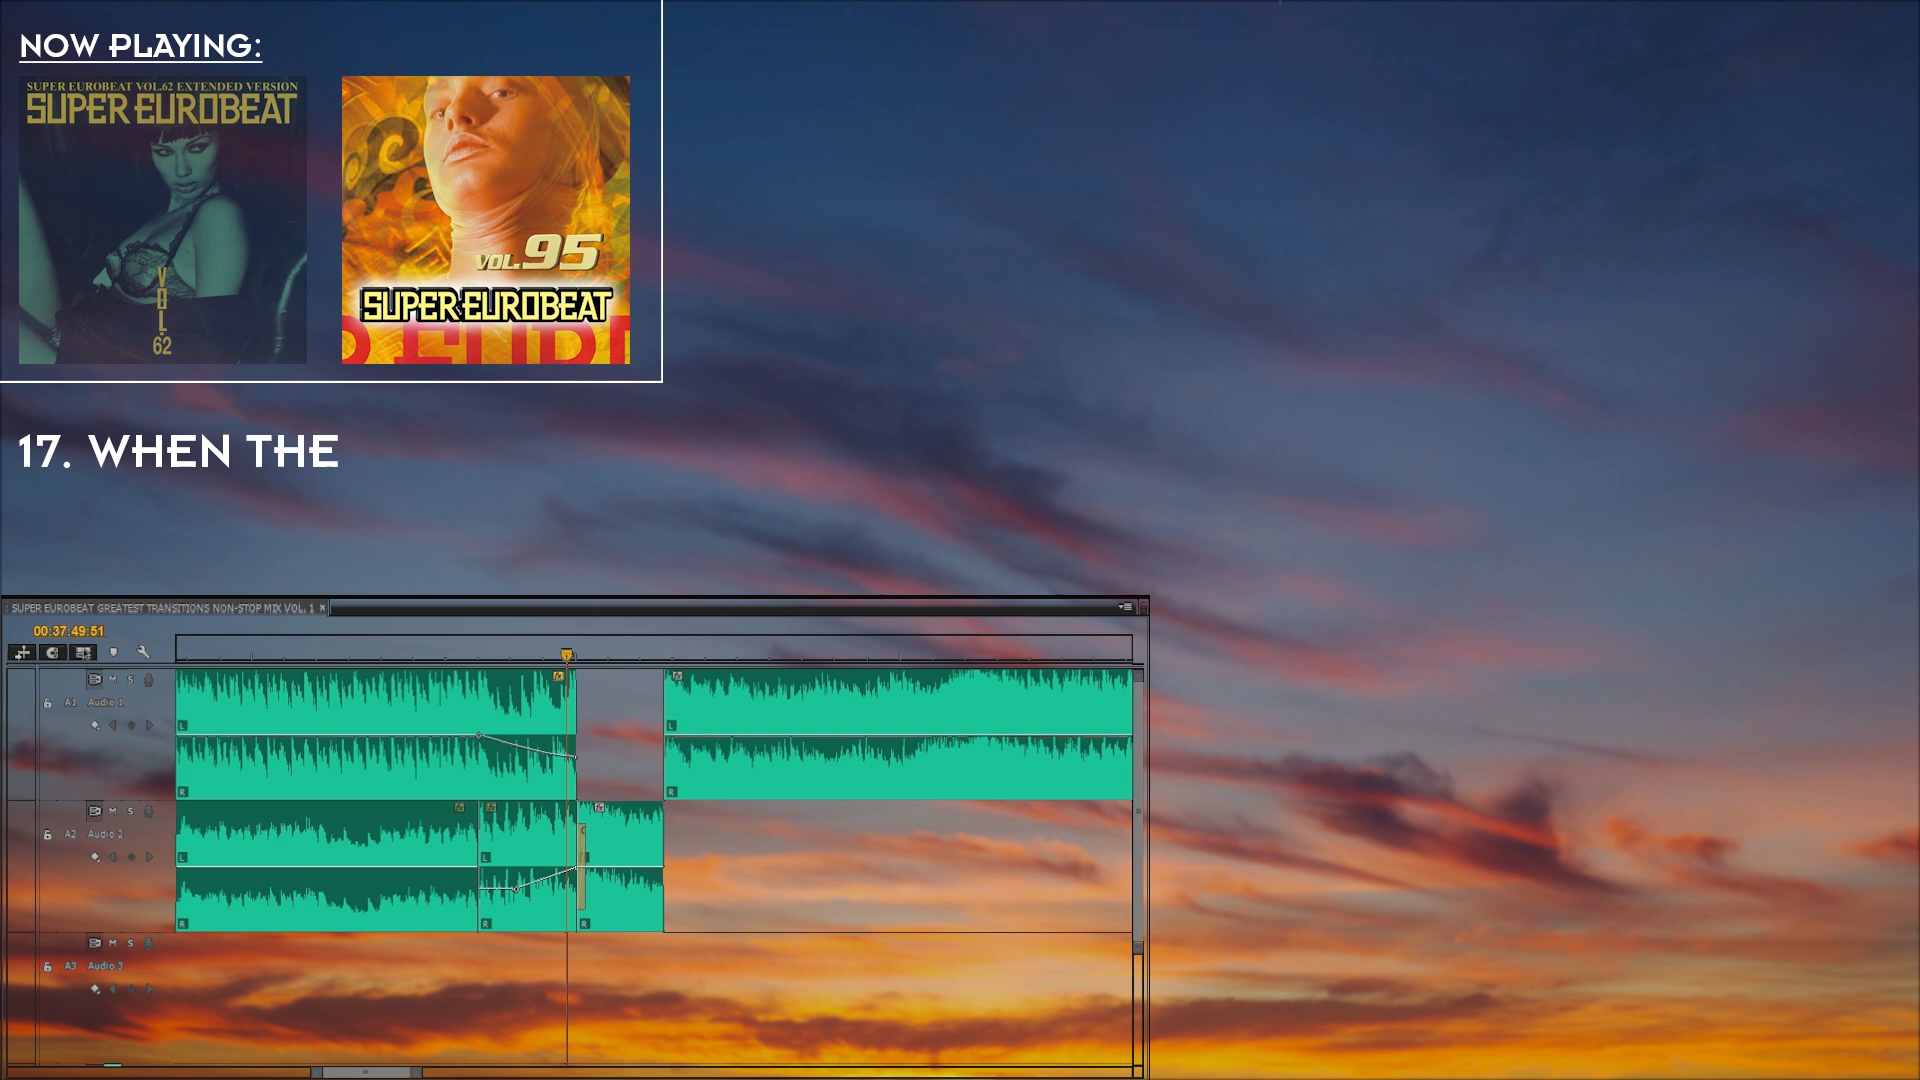 NOW PLAYING:
SUPER EUROBEAT VOL.62 EXTENDED VERSION
SUPER EUROBEAT
VOL.
62
VOL.95
SUPER EUROBEAT
17. WHEN THE
SUPER EUROBEAT GREATEST TRANSITIONS NON-STOP MIX VOL. 1 ×
00:37:49:51
M S
A1 Audio 1
L
L
R
R
M S
A2 Audio 2
L
L
R
R
R
M S
A3 Audio 3